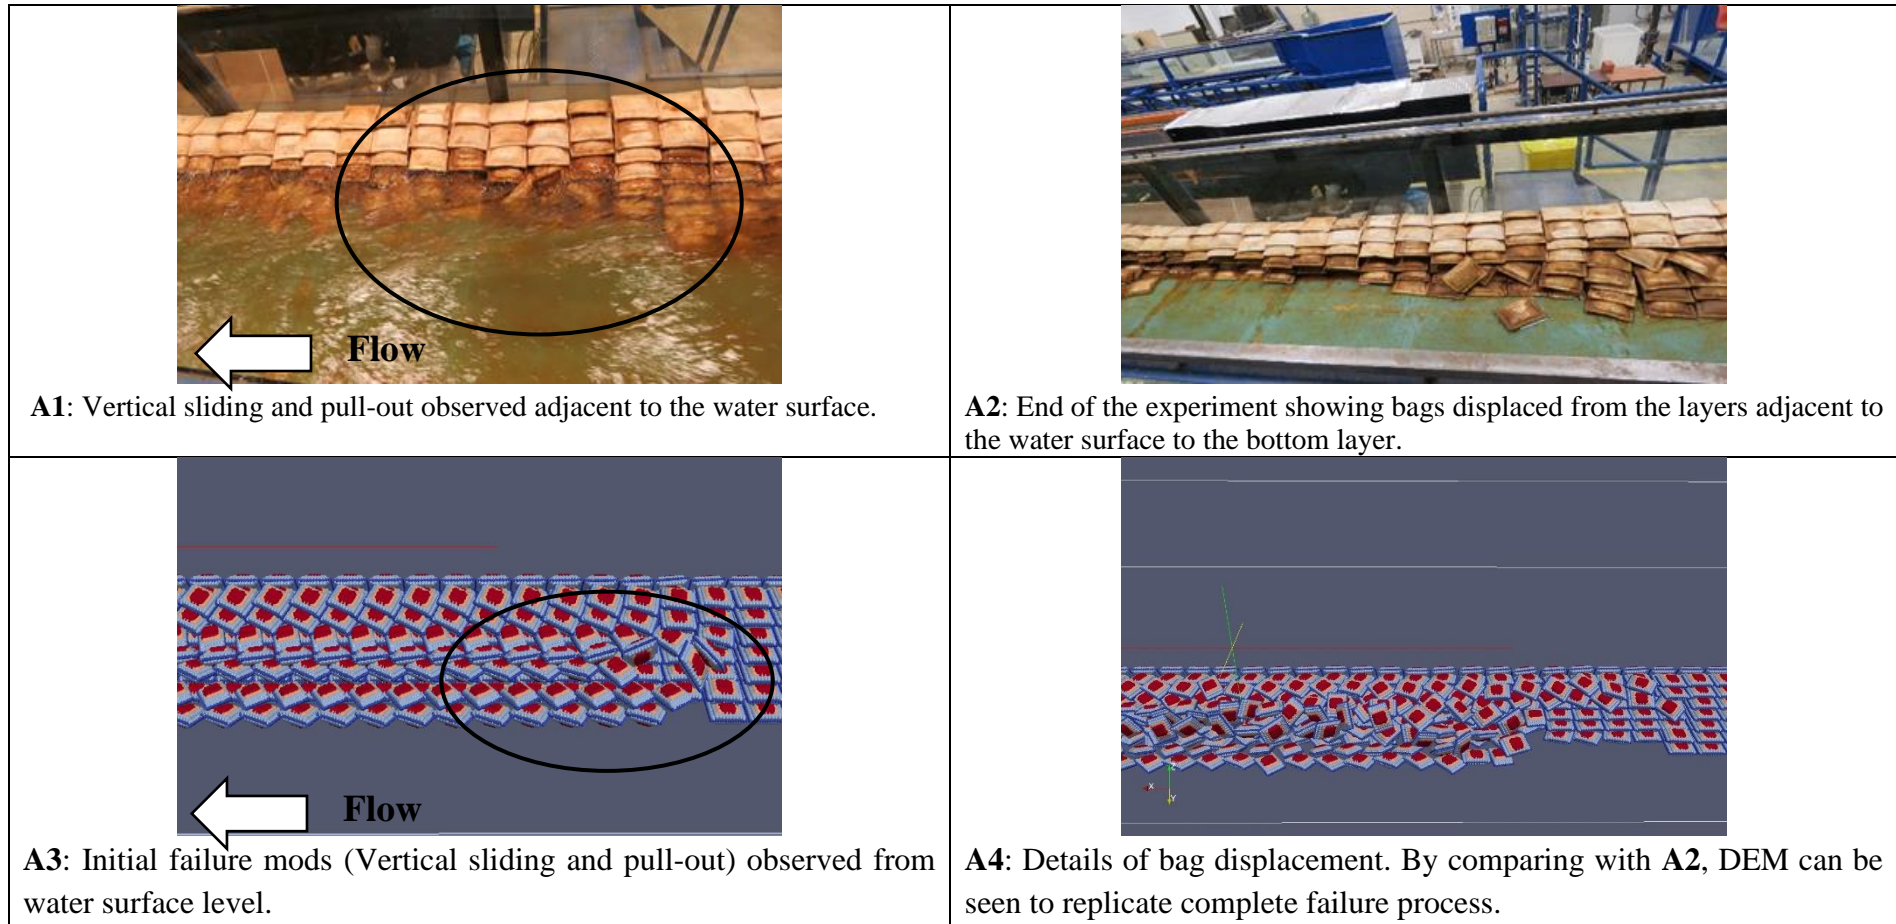 Flow
A1: Vertical sliding and pull-out observed adjacent to the water surface.
A2: End of the experiment showing bags displaced from the layers adjacent to
the water surface to the bottom layer.
Flow
A3: Initial failure mods (Vertical sliding and pull-out) observed from
water surface level.
X
Z
Y
A4: Details of bag displacement. By comparing with A2, DEM can be
seen to replicate complete failure process.